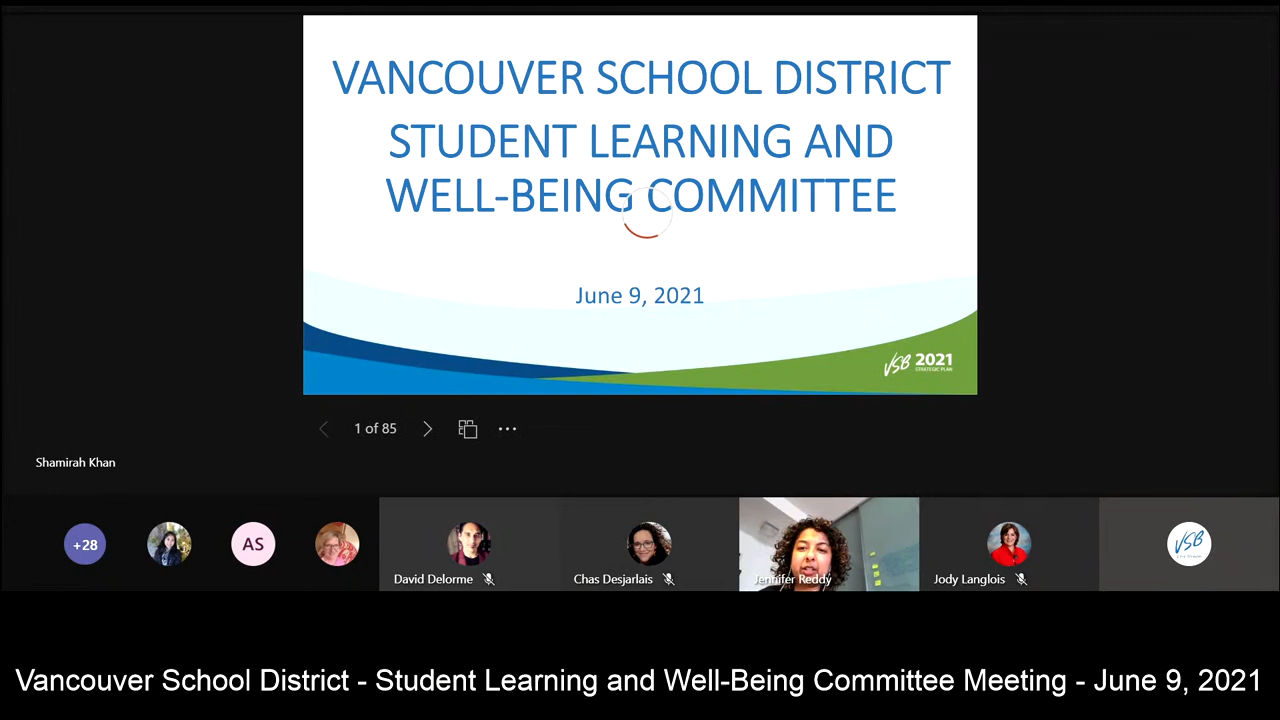 VANCOUVER SCHOOL DISTRICT
STUDENT LEARNING AND
WELL-BEING COMMITTEE
June 9, 2021
VSB 2021
STRATEGIC PLAN
1 of 85
Shamirah Khan
+28
AS
David Delorme
Chas Desjarlais
Jennifer Reddy
Jody Langlois
VSB
Vancouver School District - Student Learning and Well-Being Committee Meeting - June 9, 2021